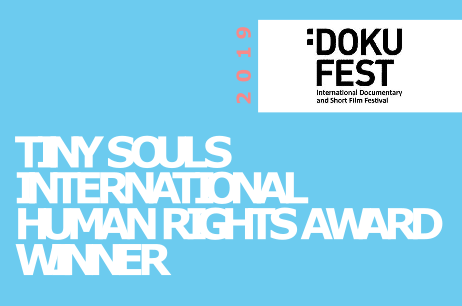 2019
:DOKU
FEST
International Documentary
and Short Film Festival
TINY SOULS
INTERNATIONAL
HUMAN RIGHTS AWARD
WINNER